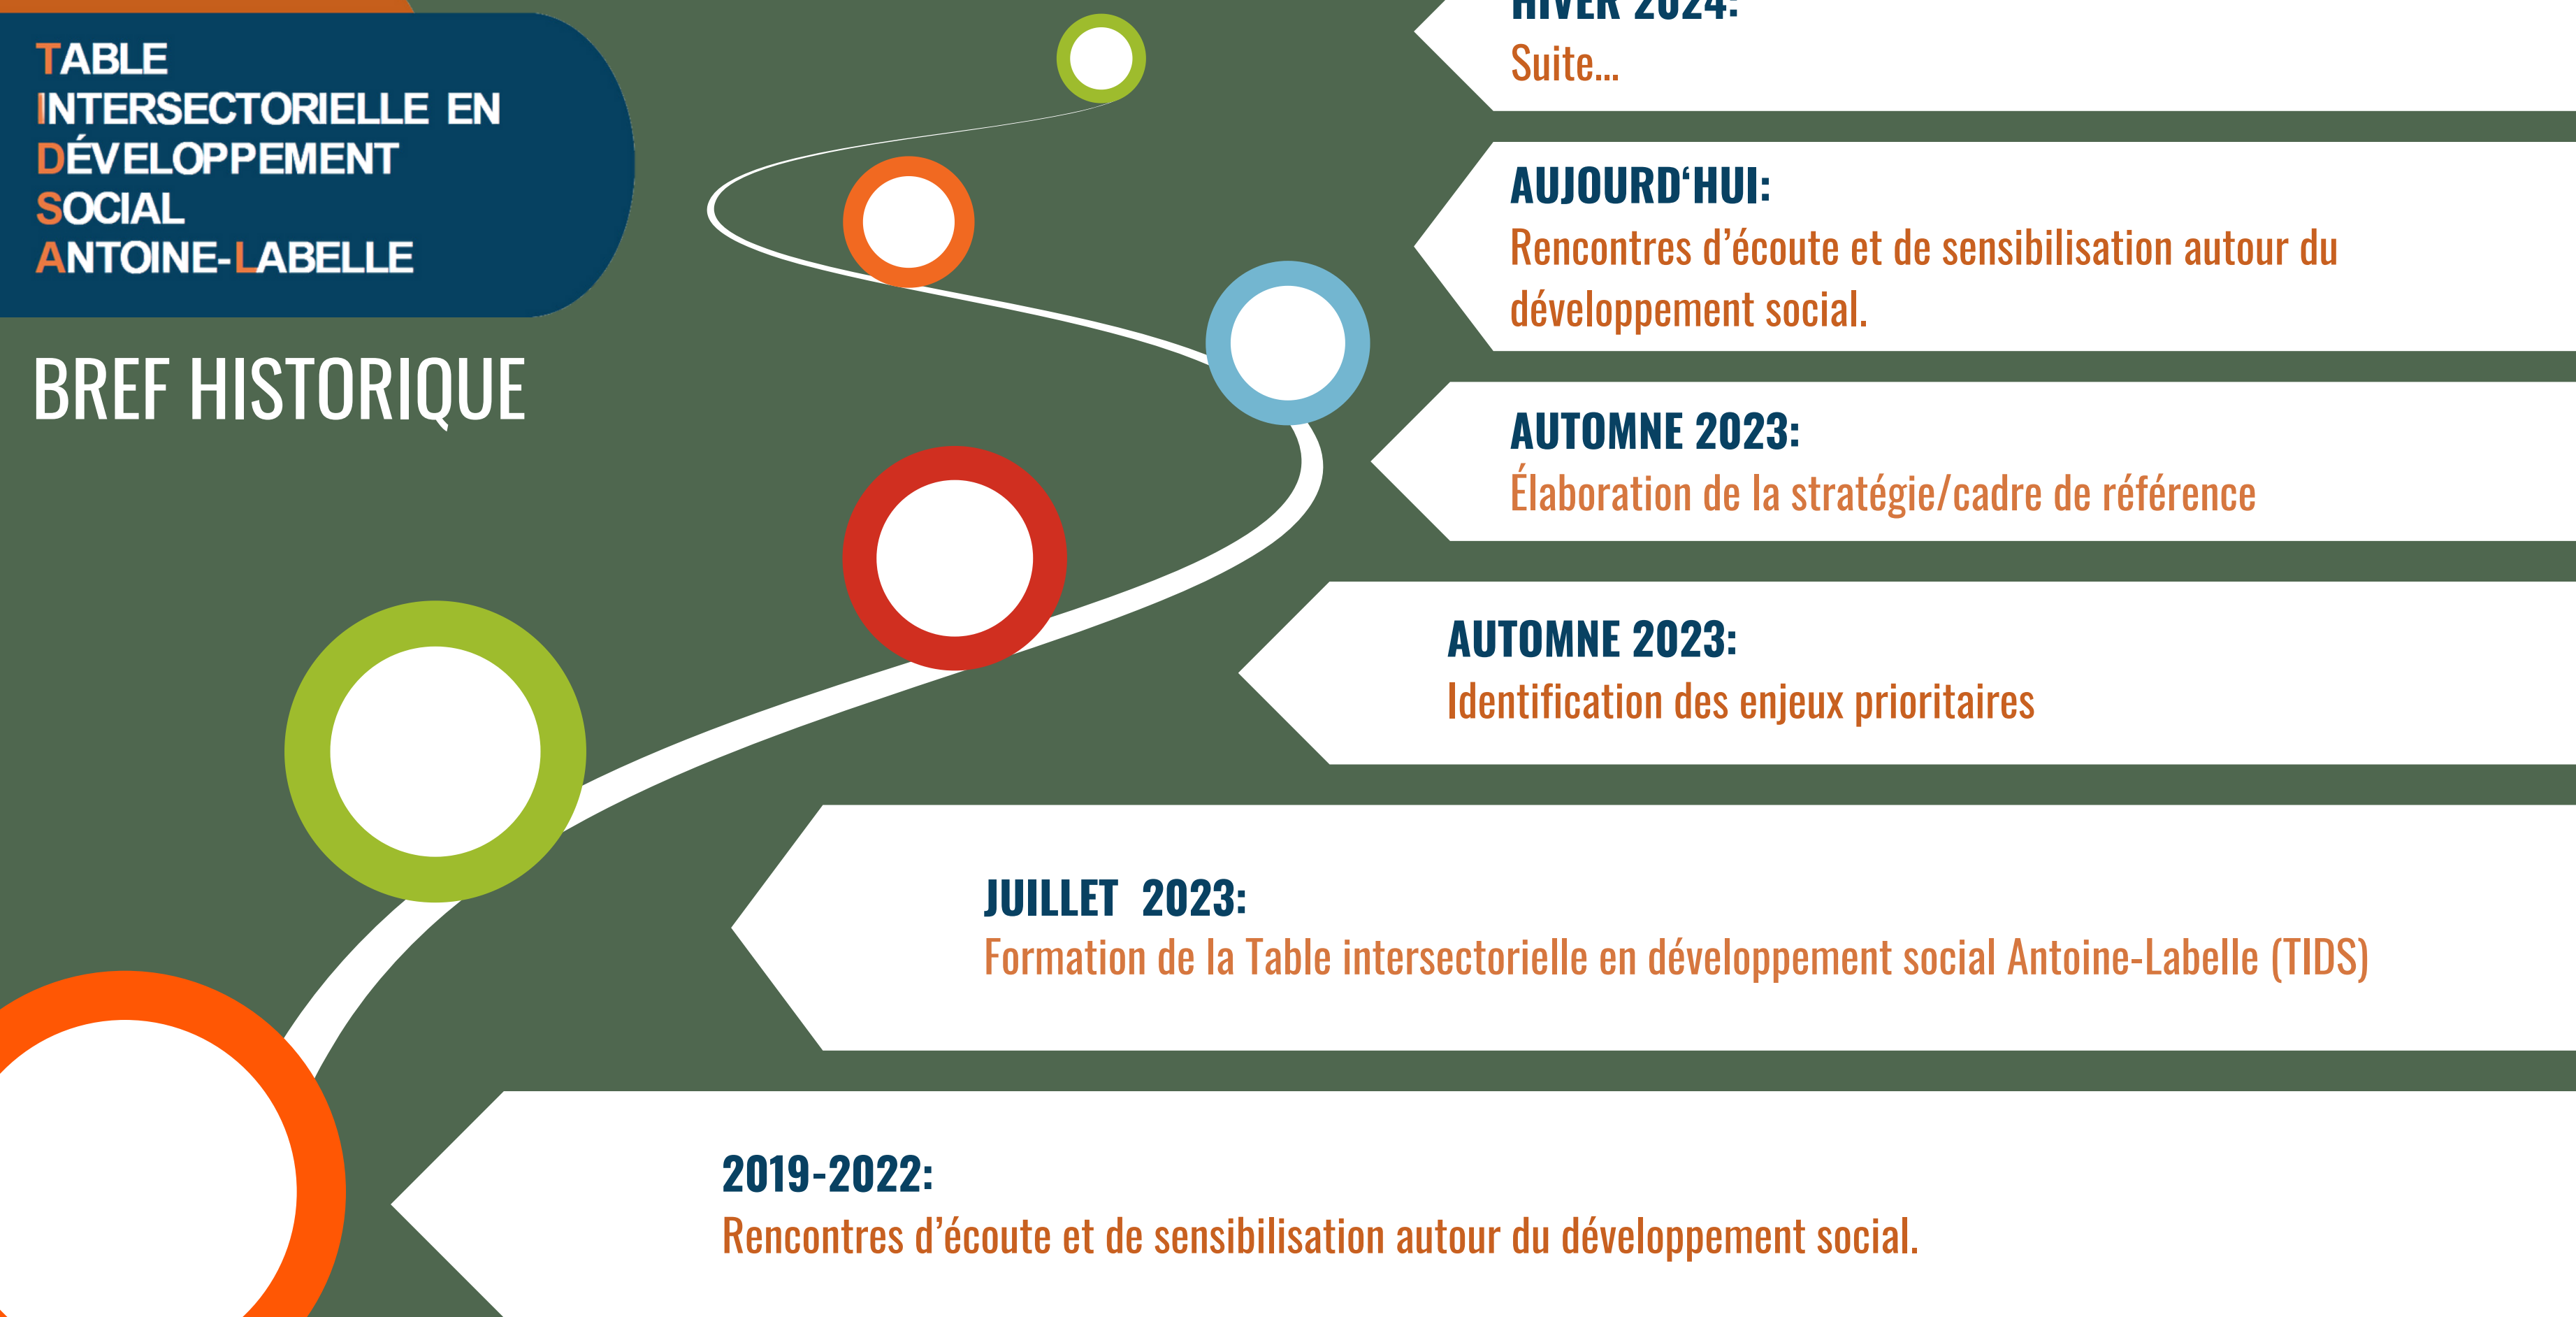 TABLE
INTERSECTORIELLE EN
DÉVELOPPEMENT
SOCIAL
ANTOINE-LABELLE
BREF HISTORIQUE
HIVER 2024:
Suite...
AUJOURD‘HUI:
Rencontres d’écoute et de sensibilisation autour du
développement social.
AUTOMNE 2023:
Élaboration de la stratégie/cadre de référence
AUTOMNE 2023:
Identification des enjeux prioritaires
JUILLET  2023:
Formation de la Table intersectorielle en développement social Antoine-Labelle (TIDS)
2019-2022:
Rencontres d’écoute et de sensibilisation autour du développement social.